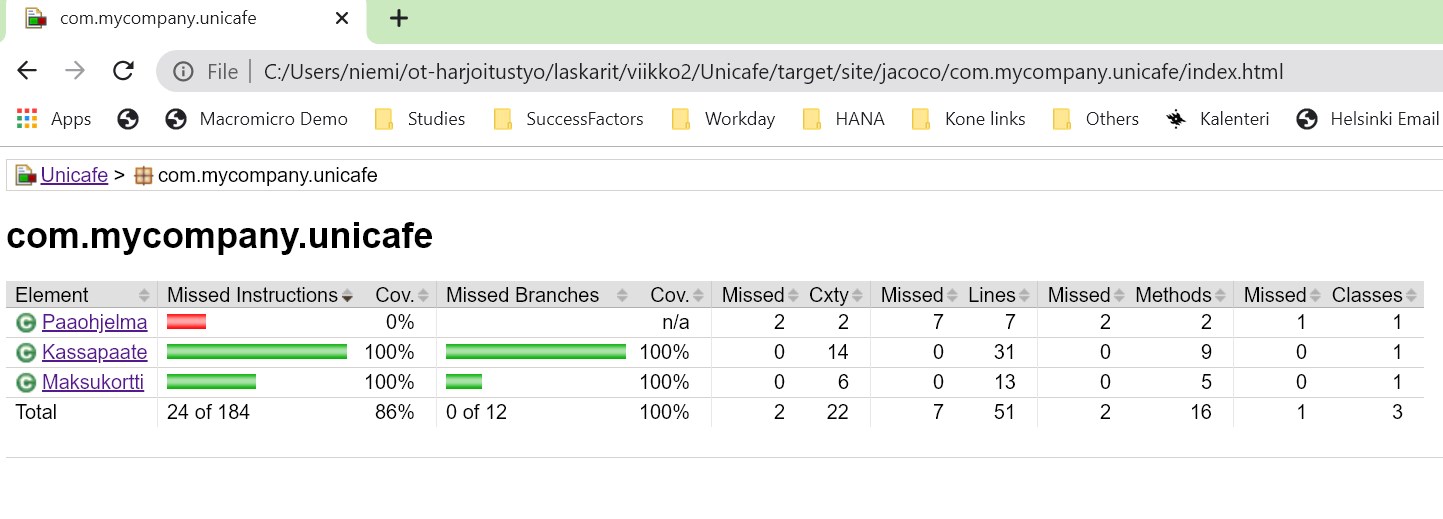 com.mycompany.unicafe
File C:/Users/niemi/ot-harjoitustyo/laskarit/viikko2/Unicafe/target/site/jacoco/com.mycompany.unicafe/index.html
Apps Macromicro Demo Studies SuccessFactors Workday HANA Kone links Others Kalenteri Helsinki Email
Unicafe > com.mycompany.unicafe
com.mycompany.unicafe
Element Missed Instructions Cov. Missed Branches Cov. Missed Cxty Missed Lines Missed Methods Missed Classes
C Paaohjelma 0% n/a 2 2 7 7 2 2 1 1
C Kassapaate 100% 100% 0 14 0 31 0 9 0 1
C Maksukortti 100% 100% 0 6 0 13 0 5 0 1
Total 24 of 184 86% 0 of 12 100% 2 22 7 51 2 16 1 3